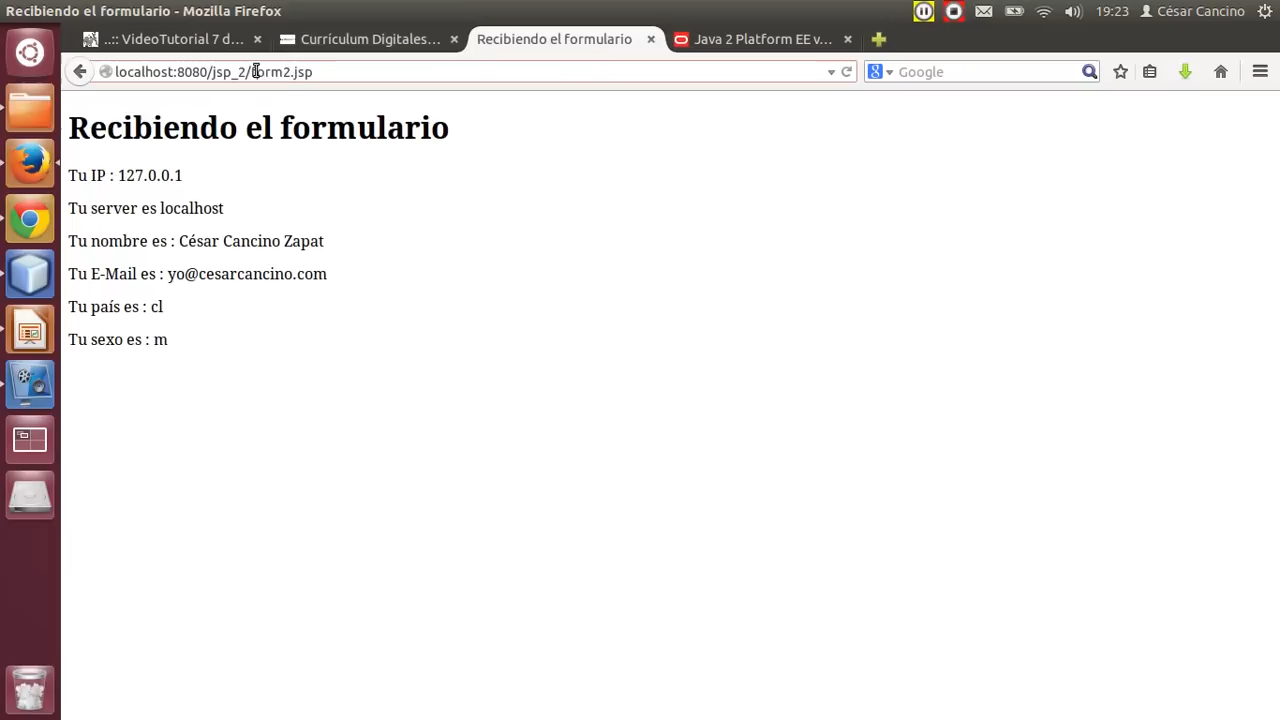 Recibiendo el formulario - Mozilla Firefox
19:23
César Cancino
..:: VideoTutorial 7 d...
Currículum Digitales...
Recibiendo el formulario
Java 2 Platform EE v...
localhost:8080/jsp_2/form2.jsp
Google
Recibiendo el formulario
Tu IP : 127.0.0.1
Tu server es localhost
Tu nombre es : César Cancino Zapat
Tu E-Mail es : yo@cesarcancino.com
Tu país es : cl
Tu sexo es : m